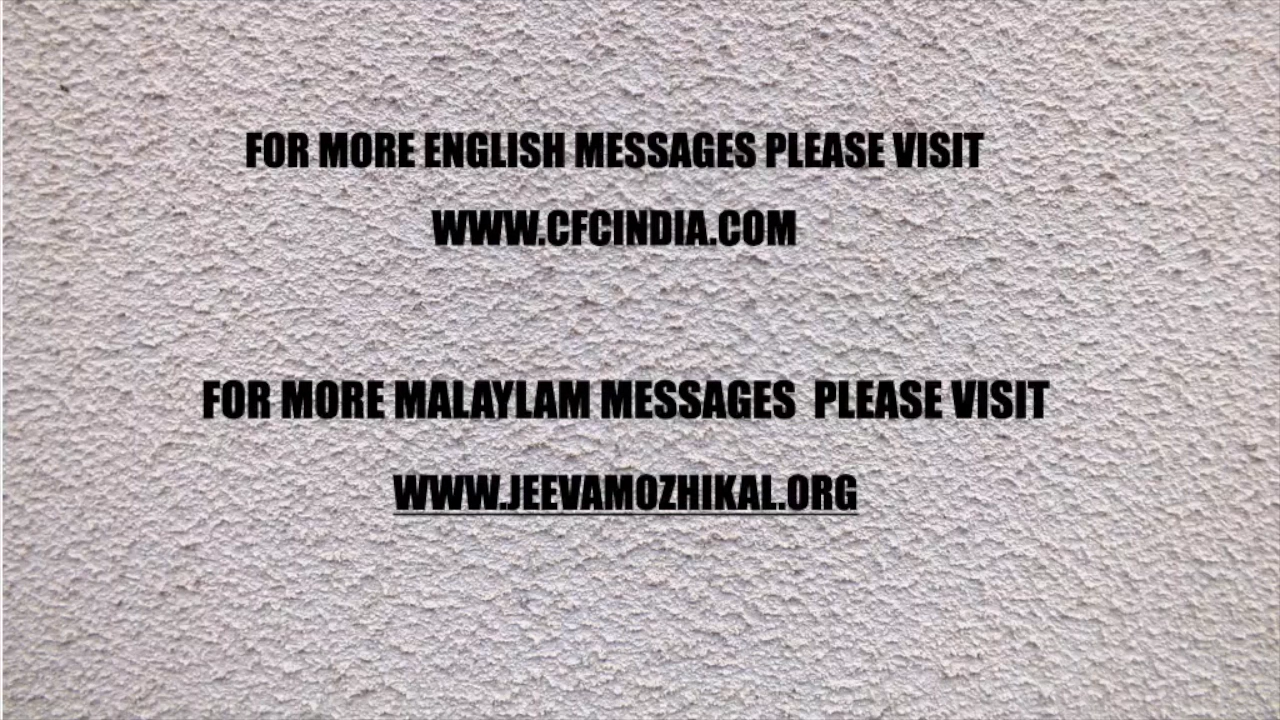 FOR MORE ENGLISH MESSAGES PLEASE VISIT
WWW.CFCINDIA.COM
FOR MORE MALAYLAM MESSAGES PLEASE VISIT
WWW.JEEVAMOZHIKAL.ORG